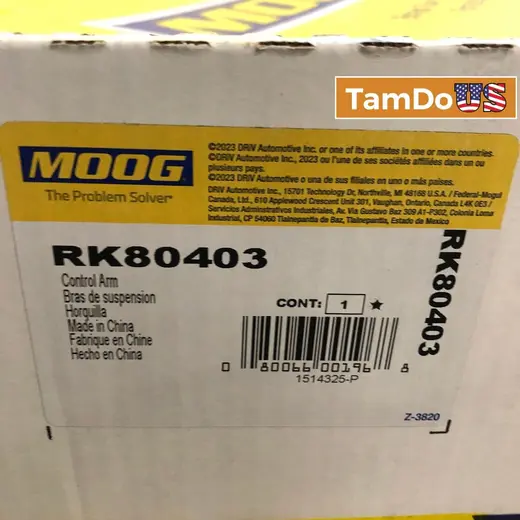 TamDoUS
MOOG
The Problem Solver
©2023 DRiV Automotive Inc. or one of its affiliates in one or more countries.
©DRiV Automotive Inc., 2023 ou l'une de ses sociétés affiliées dans un ou
plusieurs pays.
©2023 DRiV Automotive o una de sus filiales en uno o más países.
DRiV Automotive Inc., 15701 Technology Dr, Northville, MI 48168 U.S.A. / Federal-Mogul
Canada, Ltd., 610 Applewood Crescent Unit 301, Vaughan, Ontario, Canada L4K 0E3 /
Servicios Administrativos Industriales, Av. Via Gustavo Baz 309 A1-P302, Colonia Loma
Industrial, CP 54060 Tlalnepantla de Baz, Tlalnepantla, Estado de Mexico
RK80403
Control Arm
Bras de suspension
Horquilla
Made in China
Fabrique en Chine
Hecho en China
CONT: 1 ★
0 80066 00196 8
1514325-P
RK80403
Z-3820